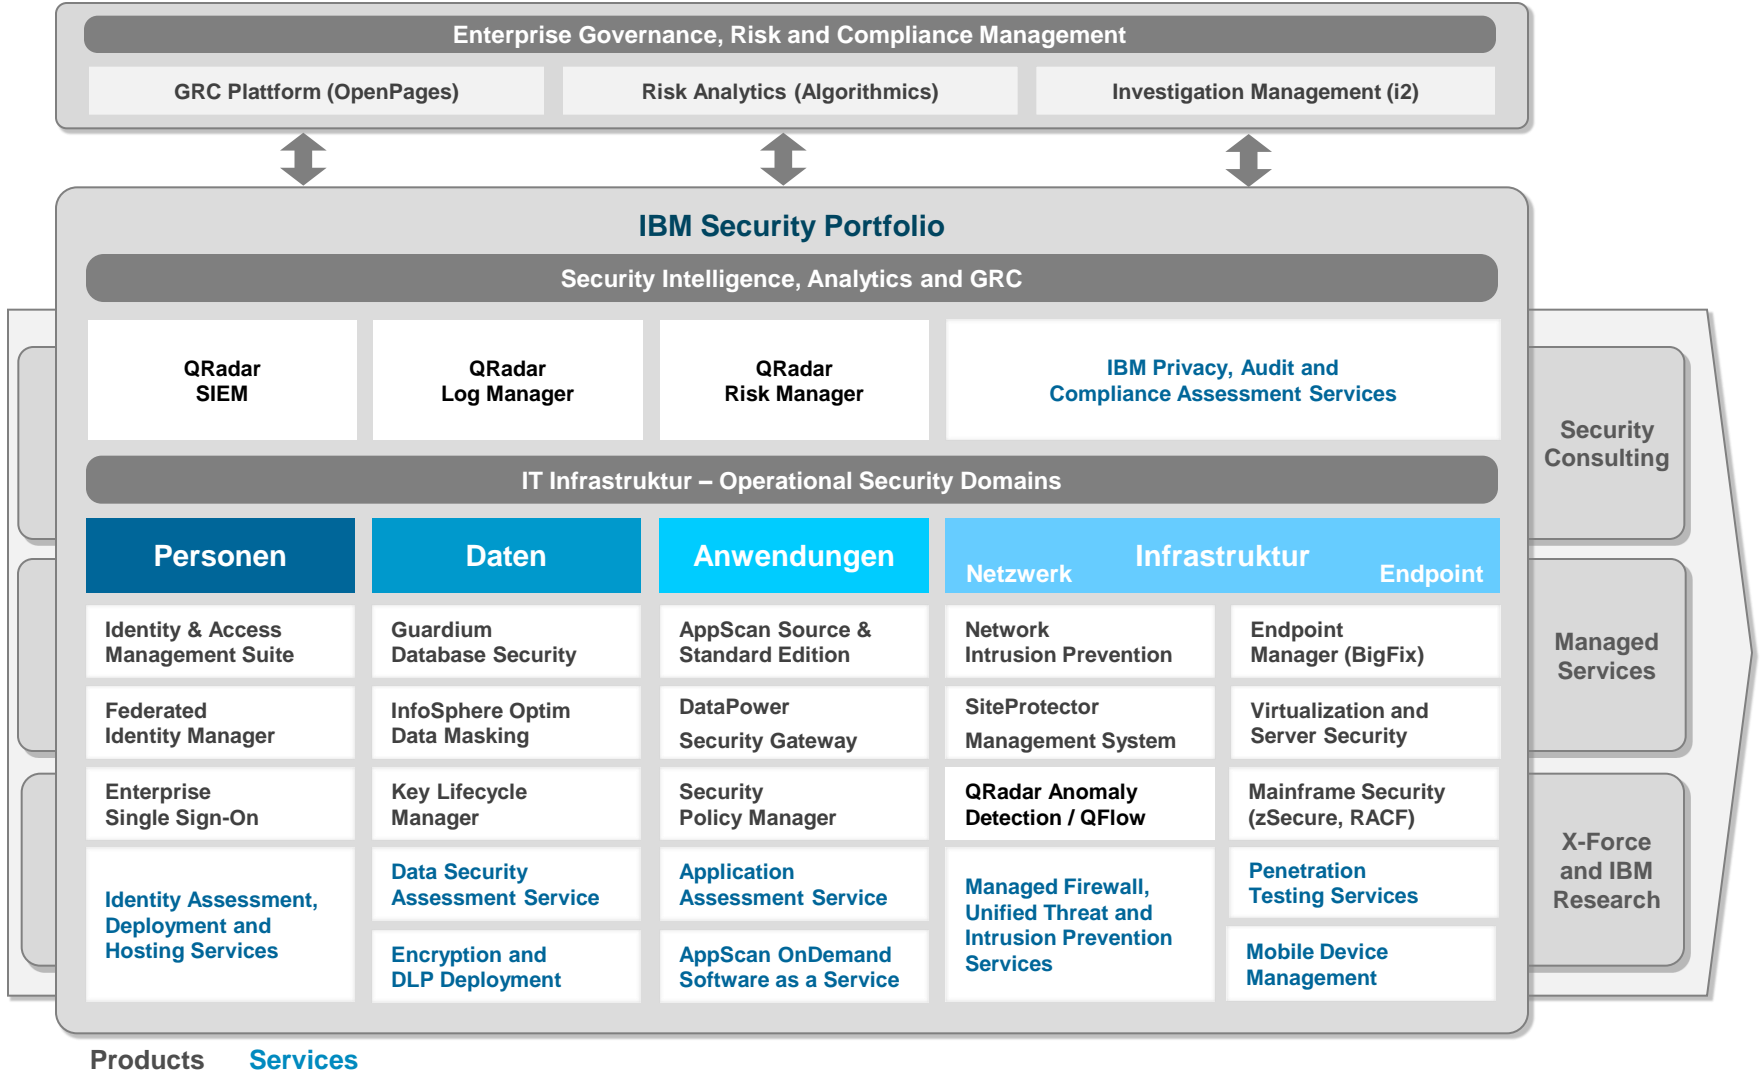 Enterprise Governance, Risk and Compliance Management
GRC Plattform (OpenPages)
Risk Analytics (Algorithmics)
Investigation Management (i2)
IBM Security Portfolio
Security Intelligence, Analytics and GRC
QRadar
SIEM
QRadar
Log Manager
QRadar
Risk Manager
IBM Privacy, Audit and
Compliance Assessment Services
IT Infrastruktur – Operational Security Domains
Personen
Daten
Anwendungen
Infrastruktur
Netzwerk
Endpoint
Identity & Access
Management Suite
Guardium
Database Security
AppScan Source &
Standard Edition
Network
Intrusion Prevention
Endpoint
Manager (BigFix)
Federated
Identity Manager
InfoSphere Optim
Data Masking
DataPower
Security Gateway
SiteProtector
Management System
Virtualization and
Server Security
Enterprise
Single Sign-On
Key Lifecycle
Manager
Security
Policy Manager
QRadar Anomaly
Detection / QFlow
Mainframe Security
(zSecure, RACF)
Identity Assessment,
Deployment and
Hosting Services
Data Security
Assessment Service
Application
Assessment Service
Managed Firewall,
Unified Threat and
Intrusion Prevention
Services
Penetration
Testing Services
Encryption and
DLP Deployment
AppScan OnDemand
Software as a Service
Mobile Device
Management
Security
Consulting
Managed
Services
X-Force
and IBM
Research
Products
Services